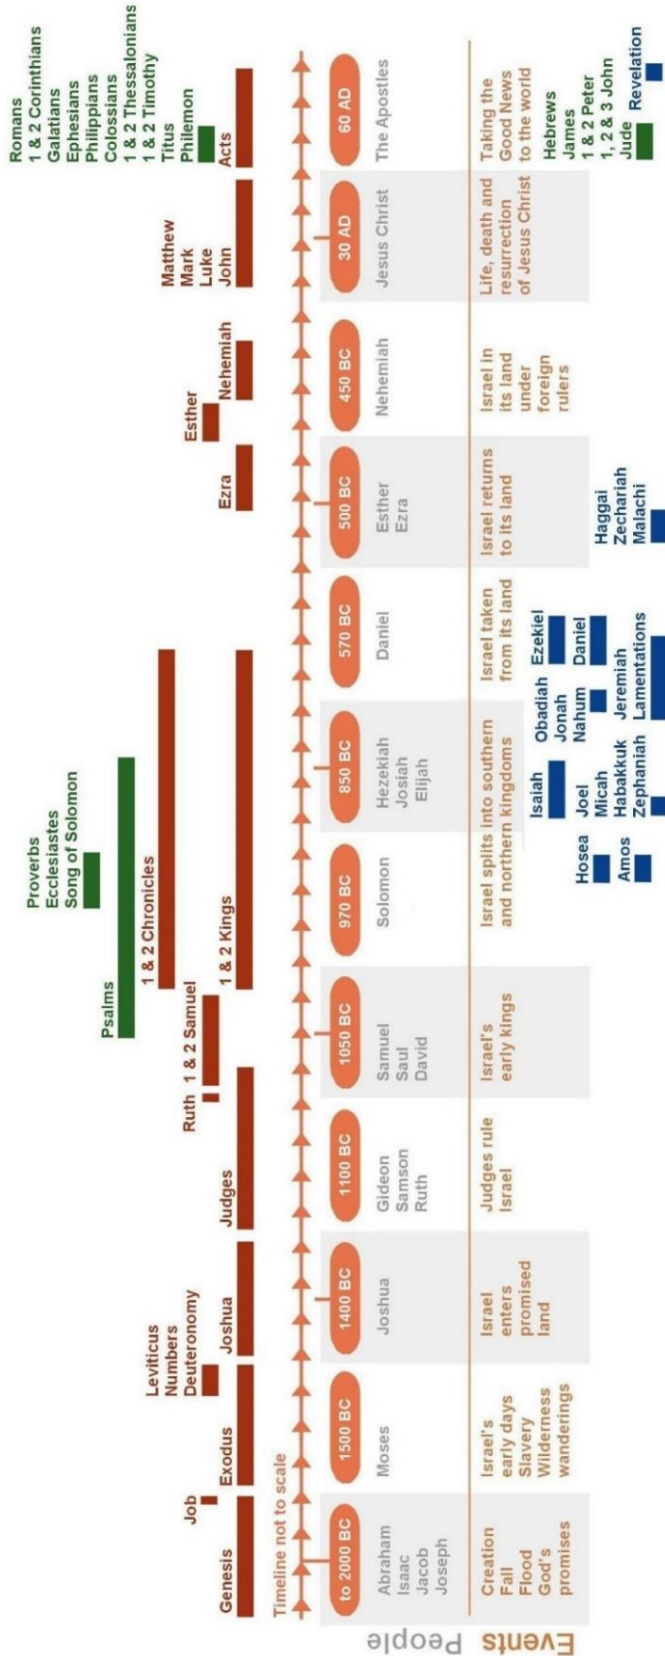 Romans
1 & 2 Corinthians
Galatians
Ephesians
Philippians
Colossians
1 & 2 Thessalonians
1 & 2 Timothy
Titus
Philemon
Proverbs
Ecclesiastes
Song of Solomon
Psalms
1 & 2 Chronicles
Matthew
Mark
Luke
John
Leviticus
Numbers
Deuteronomy
Job
Ruth
1 & 2 Samuel
Esther
Genesis
Exodus
Joshua
Judges
1 & 2 Kings
Ezra
Nehemiah
Acts
Timeline not to scale
to 2000 BC
1500 BC
1400 BC
1100 BC
1050 BC
970 BC
850 BC
570 BC
500 BC
450 BC
30 AD
60 AD
People
Abraham
Isaac
Jacob
Joseph
Moses
Joshua
Gideon
Samson
Ruth
Samuel
Saul
David
Solomon
Hezekiah
Josiah
Elijah
Daniel
Esther
Ezra
Nehemiah
Jesus Christ
The Apostles
Events
Creation
Fall
Flood
God's
promises
Israel's
early days
Slavery
Wilderness
wanderings
Israel
enters
promised
land
Judges rule
Israel
Israel's
early kings
Israel splits into southern
and northern kingdoms
Israel taken
from its land
Israel returns
to its land
Israel in
its land
under
foreign
rulers
Life, death and
resurrection
of Jesus Christ
Taking the
Good News
to the world
Hosea
Amos
Isaiah
Joel
Micah
Habakkuk
Zephaniah
Obadiah
Jonah
Nahum
Jeremiah
Lamentations
Ezekiel
Daniel
Haggai
Zechariah
Malachi
Hebrews
James
1 & 2 Peter
1, 2 & 3 John
Jude
Revelation